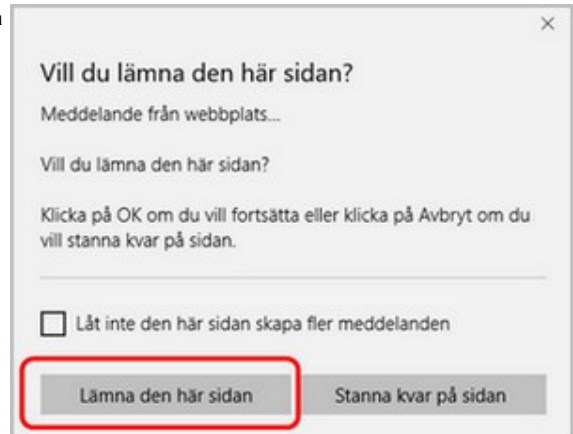 Vill du lämna den här sidan?
Meddelande från webbplats...
Vill du lämna den här sidan?
Klicka på OK om du vill fortsätta eller klicka på Avbryt om du
vill stanna kvar på sidan.
Låt inte den här sidan skapa fler meddelanden
Lämna den här sidan
Stanna kvar på sidan